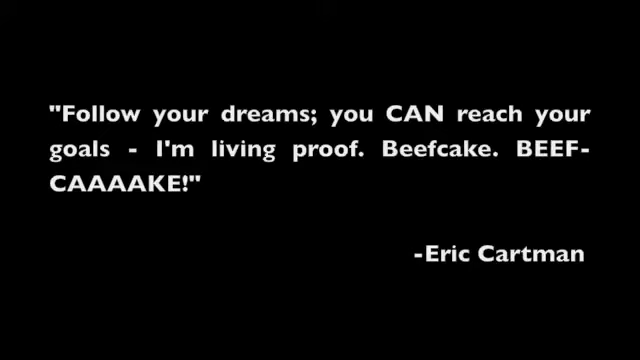 "Follow your dreams; you CAN reach your
goals - I'm living proof. Beefcake. BEEF-
CAAAAKE!"
-Eric Cartman